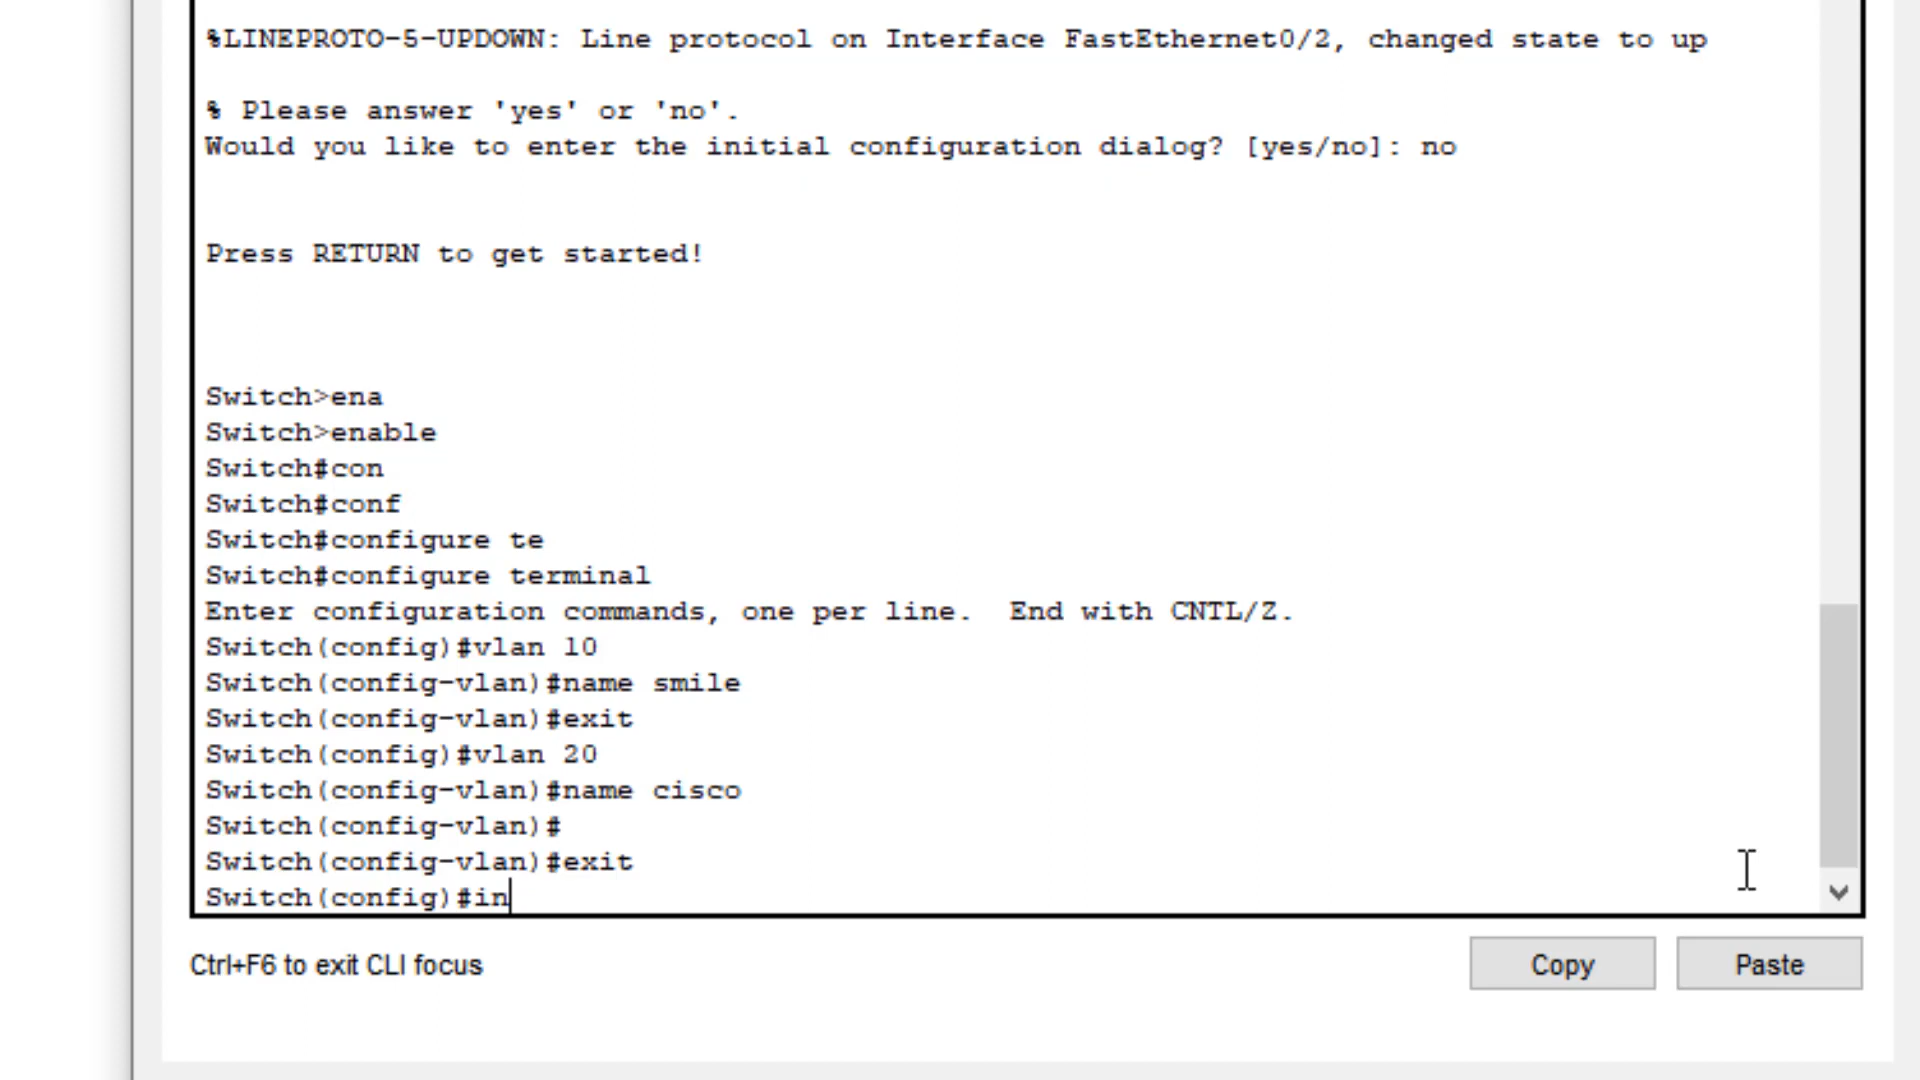 %LINEPROTO-5-UPDOWN: Line protocol on Interface FastEthernet0/2, changed state to up
% Please answer 'yes' or 'no'.
Would you like to enter the initial configuration dialog? [yes/no]: no
Press RETURN to get started!
Switch>ena
Switch>enable
Switch#con
Switch#conf
Switch#configure te
Switch#configure terminal
Enter configuration commands, one per line.  End with CNTL/Z.
Switch(config)#vlan 10
Switch(config-vlan)#name smile
Switch(config-vlan)#exit
Switch(config)#vlan 20
Switch(config-vlan)#name cisco
Switch(config-vlan)#
Switch(config-vlan)#exit
Switch(config)#in
Ctrl+F6 to exit CLI focus
Copy
Paste